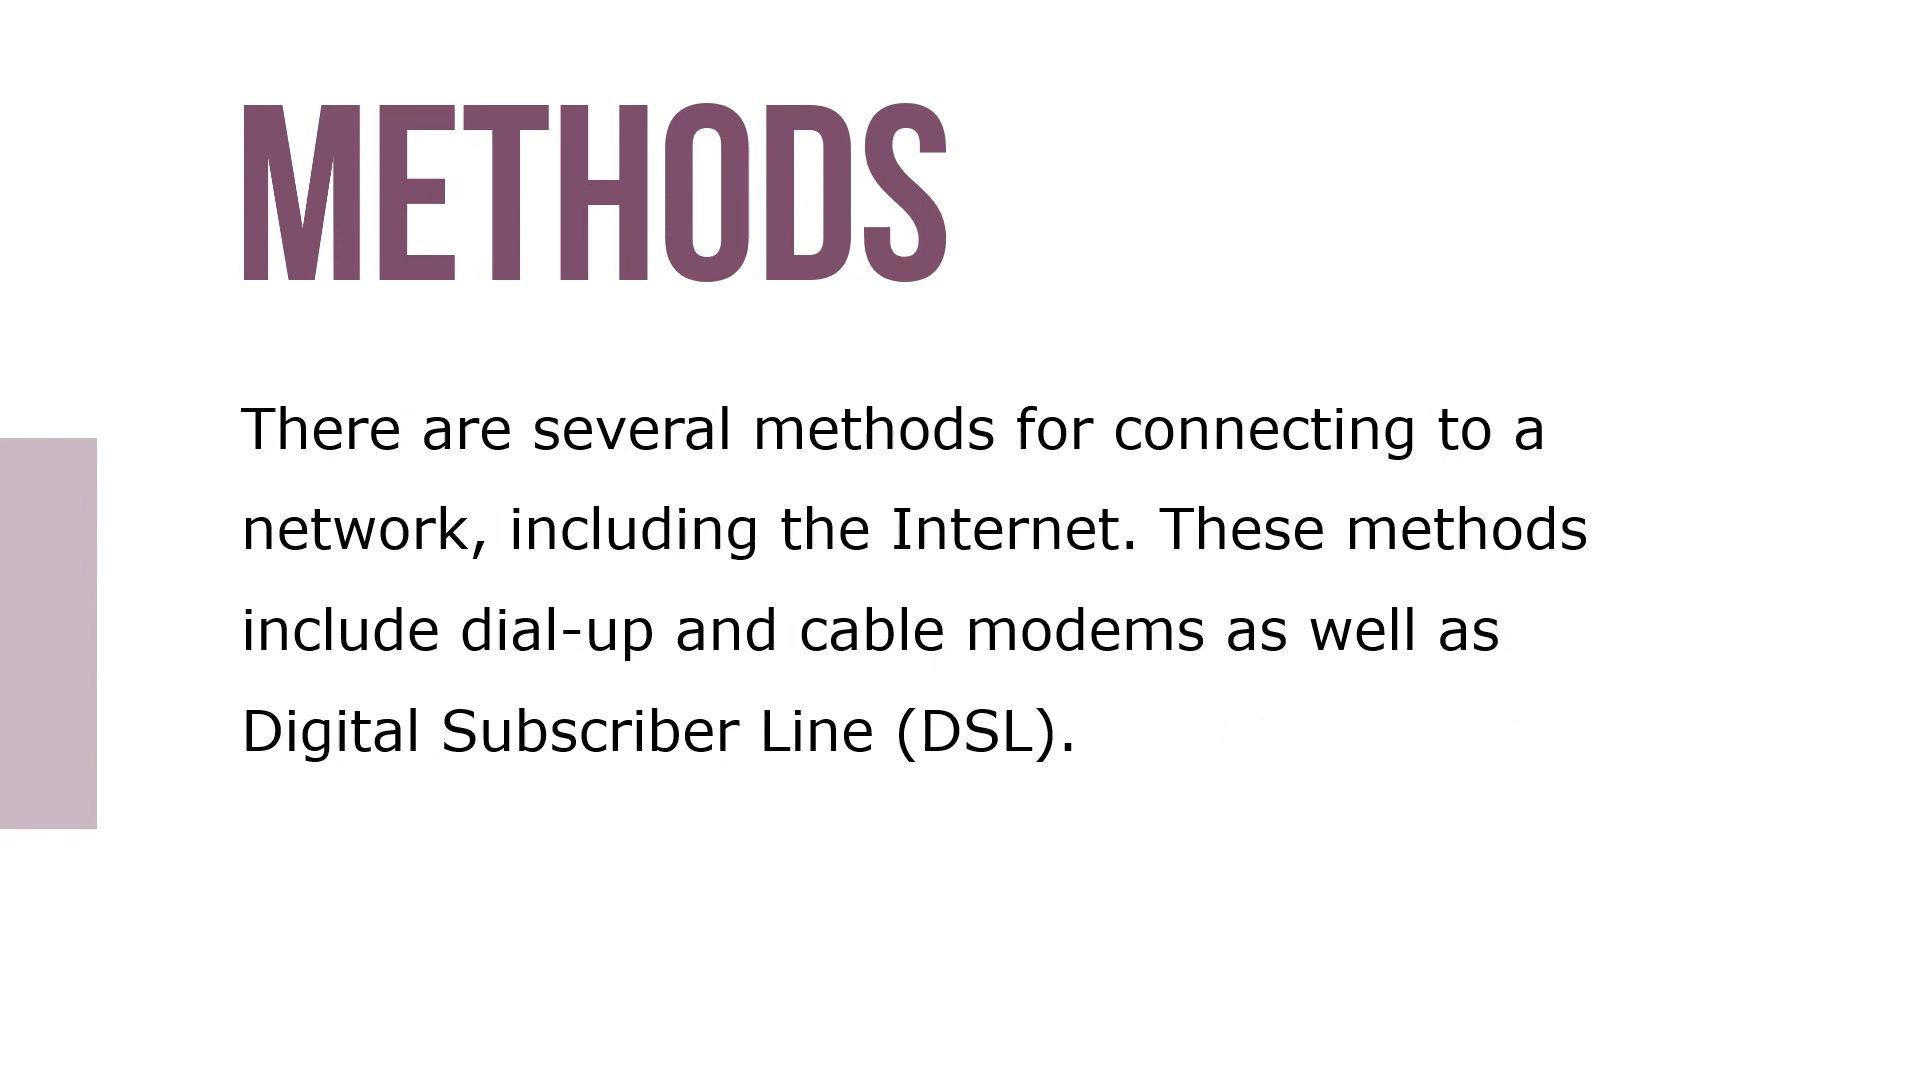 METHODS
There are several methods for connecting to a
network, including the Internet. These methods
include dial-up and cable modems as well as
Digital Subscriber Line (DSL).